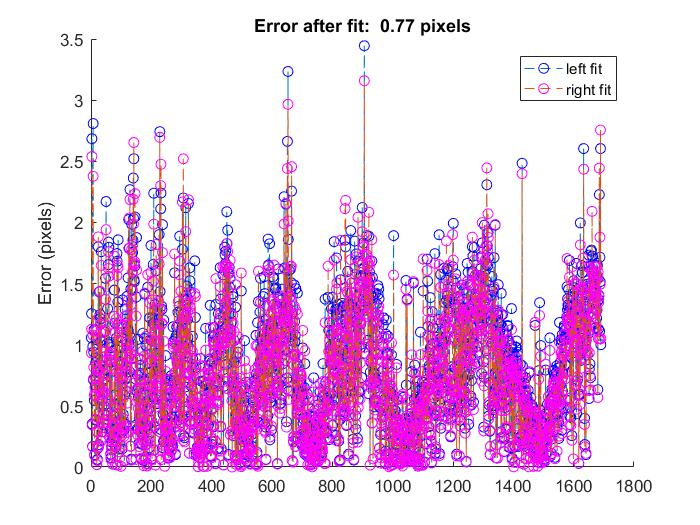 Error after fit: 0.77 pixels
left fit
right fit
Error (pixels)
3.5
3
2.5
2
1.5
1
0.5
0
0 200 400 600 800 1000 1200 1400 1600 1800